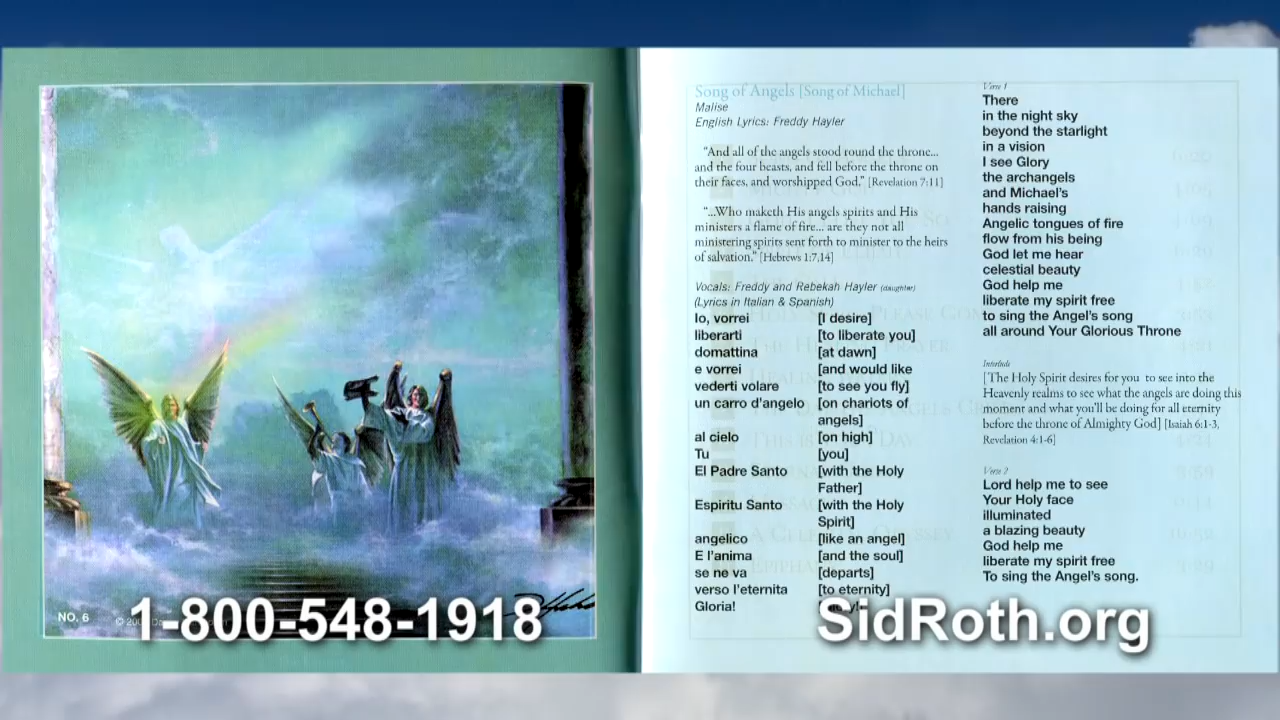 NO. 6
1-800-548-1918
Song of Angels [Song of Michael]
Malise
English Lyrics: Freddy Hayler
"And all of the angels stood round the throne...
and the four beasts, and fell before the throne on
their faces, and worshipped God." [Revelation 7:11]
"...Who maketh His angels spirits and His
ministers a flame of fire... are they not all
ministering spirits sent forth to minister to the heirs
of salvation." [Hebrews 1:7,14]
Vocals: Freddy and Rebekah Hayler (daughter)
(Lyrics in Italian & Spanish)
Io, vorrei [I desire]
liberarti [to liberate you]
domattina [at dawn]
e vorrei [and would like
vederti volare [to see you fly]
un carro d'angelo [on chariots of
angels]
al cielo [on high]
Tu [you]
El Padre Santo [with the Holy
Father]
Espiritu Santo [with the Holy
Spirit]
angelico [like an angel]
E l'anima [and the soul]
se ne va [departs]
verso l'eternita [to eternity]
Gloria!
Verse 1
There
in the night sky
beyond the starlight
in a vision
I see Glory
the archangels
and Michael's
hands raising
Angelic tongues of fire
flow from his being
God let me hear
celestial beauty
God help me
liberate my spirit free
to sing the Angel's song
all around Your Glorious Throne
Interlude
[The Holy Spirit desires for you to see into the
Heavenly realms to see what the angels are doing this
moment and what you'll be doing for all eternity
before the throne of Almighty God] [Isaiah 6:1-3,
Revelation 4:1-6]
Verse 2
Lord help me to see
Your Holy face
illuminated
a blazing beauty
God help me
liberate my spirit free
To sing the Angel's song.
SidRoth.org